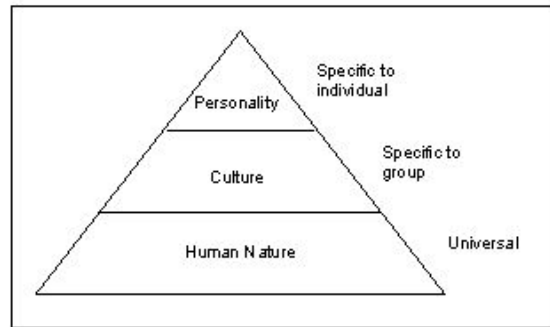 Specific to
individual
Personality
Specific to
group
Culture
Universal
Human Nature